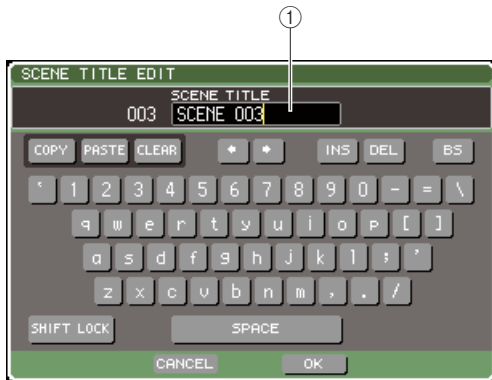 ①
SCENE TITLE EDIT
SCENE TITLE
003 SCENE 003
COPY PASTE CLEAR INS DEL BS
` 1 2 3 4 5 6 7 8 9 0 - = \
q w e r t y u i o p [ ]
a s d f g h j k l ; '
z x c v b n m , . /
SHIFT LOCK SPACE
CANCEL OK